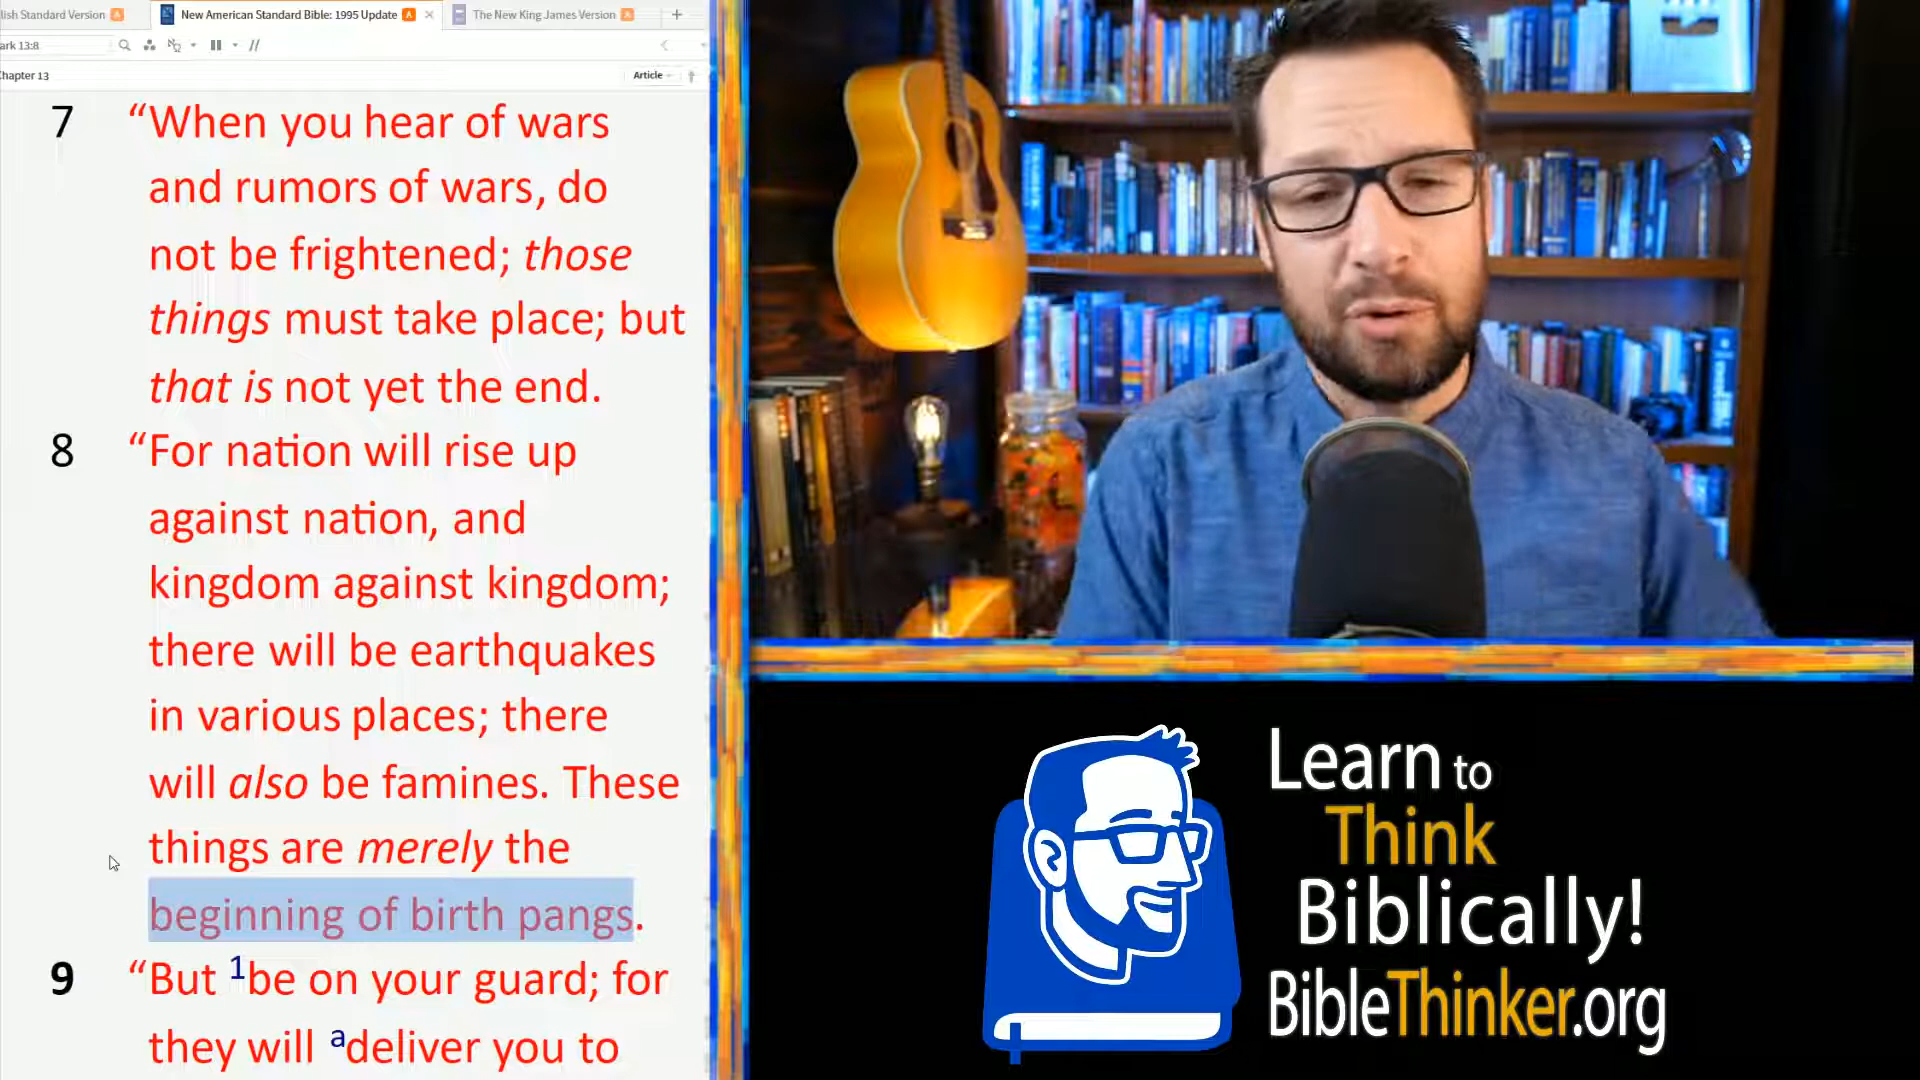 lish Standard Version A
New American Standard Bible: 1995 Update A
The New King James Version A
ark 13:8
hapter 13
Article
7 “When you hear of wars
and rumors of wars, do
not be frightened; those
things must take place; but
that is not yet the end.
8 “For nation will rise up
against nation, and
kingdom against kingdom;
there will be earthquakes
in various places; there
will also be famines. These
things are merely the
beginning of birth pangs.
9 “But 1be on your guard; for
they will adeliver you to
Learn to
Think
Biblically!
BibleThinker.org